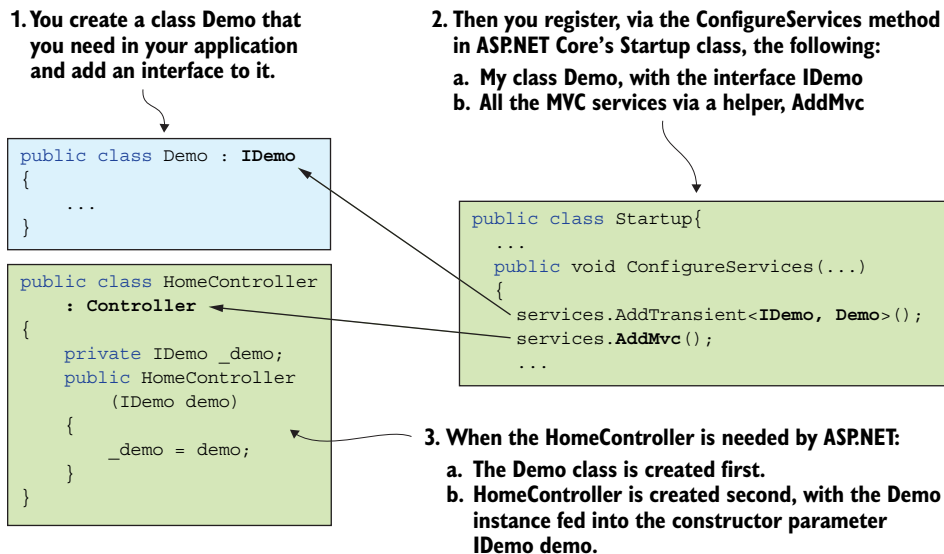 1. You create a class Demo that
you need in your application
and add an interface to it.
public class Demo : IDemo
{
...
}
public class HomeController
: Controller
{
private IDemo _demo;
public HomeController
(IDemo demo)
{
_demo = demo;
}
}
2. Then you register, via the ConfigureServices method
in ASP.NET Core's Startup class, the following:
a. My class Demo, with the interface IDemo
b. All the MVC services via a helper, AddMvc
public class Startup{
...
public void ConfigureServices(...)
{
services.AddTransient<IDemo, Demo>();
services.AddMvc();
...
3. When the HomeController is needed by ASP.NET:
a. The Demo class is created first.
b. HomeController is created second, with the Demo
instance fed into the constructor parameter
IDemo demo.